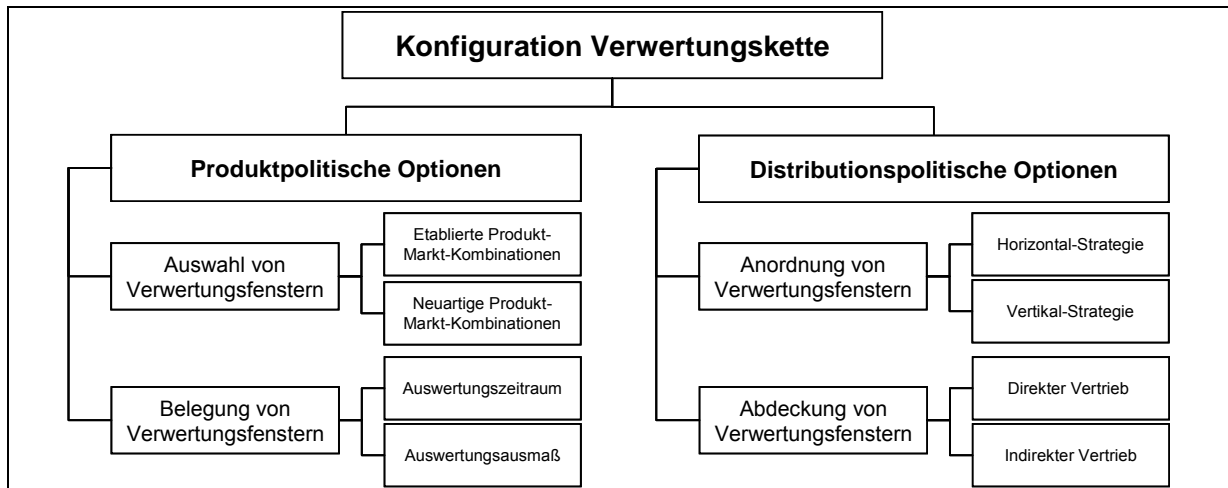 Konfiguration Verwertungskette
Produktpolitische Optionen
Auswahl von
Verwertungsfenstern
Etablierte Produkt-
Markt-Kombinationen
Neuartige Produkt-
Markt-Kombinationen
Belegung von
Verwertungsfenstern
Auswertungszeitraum
Auswertungsausmaß
Distributionspolitische Optionen
Anordnung von
Verwertungsfenstern
Horizontal-Strategie
Vertikal-Strategie
Abdeckung von
Verwertungsfenstern
Direkter Vertrieb
Indirekter Vertrieb